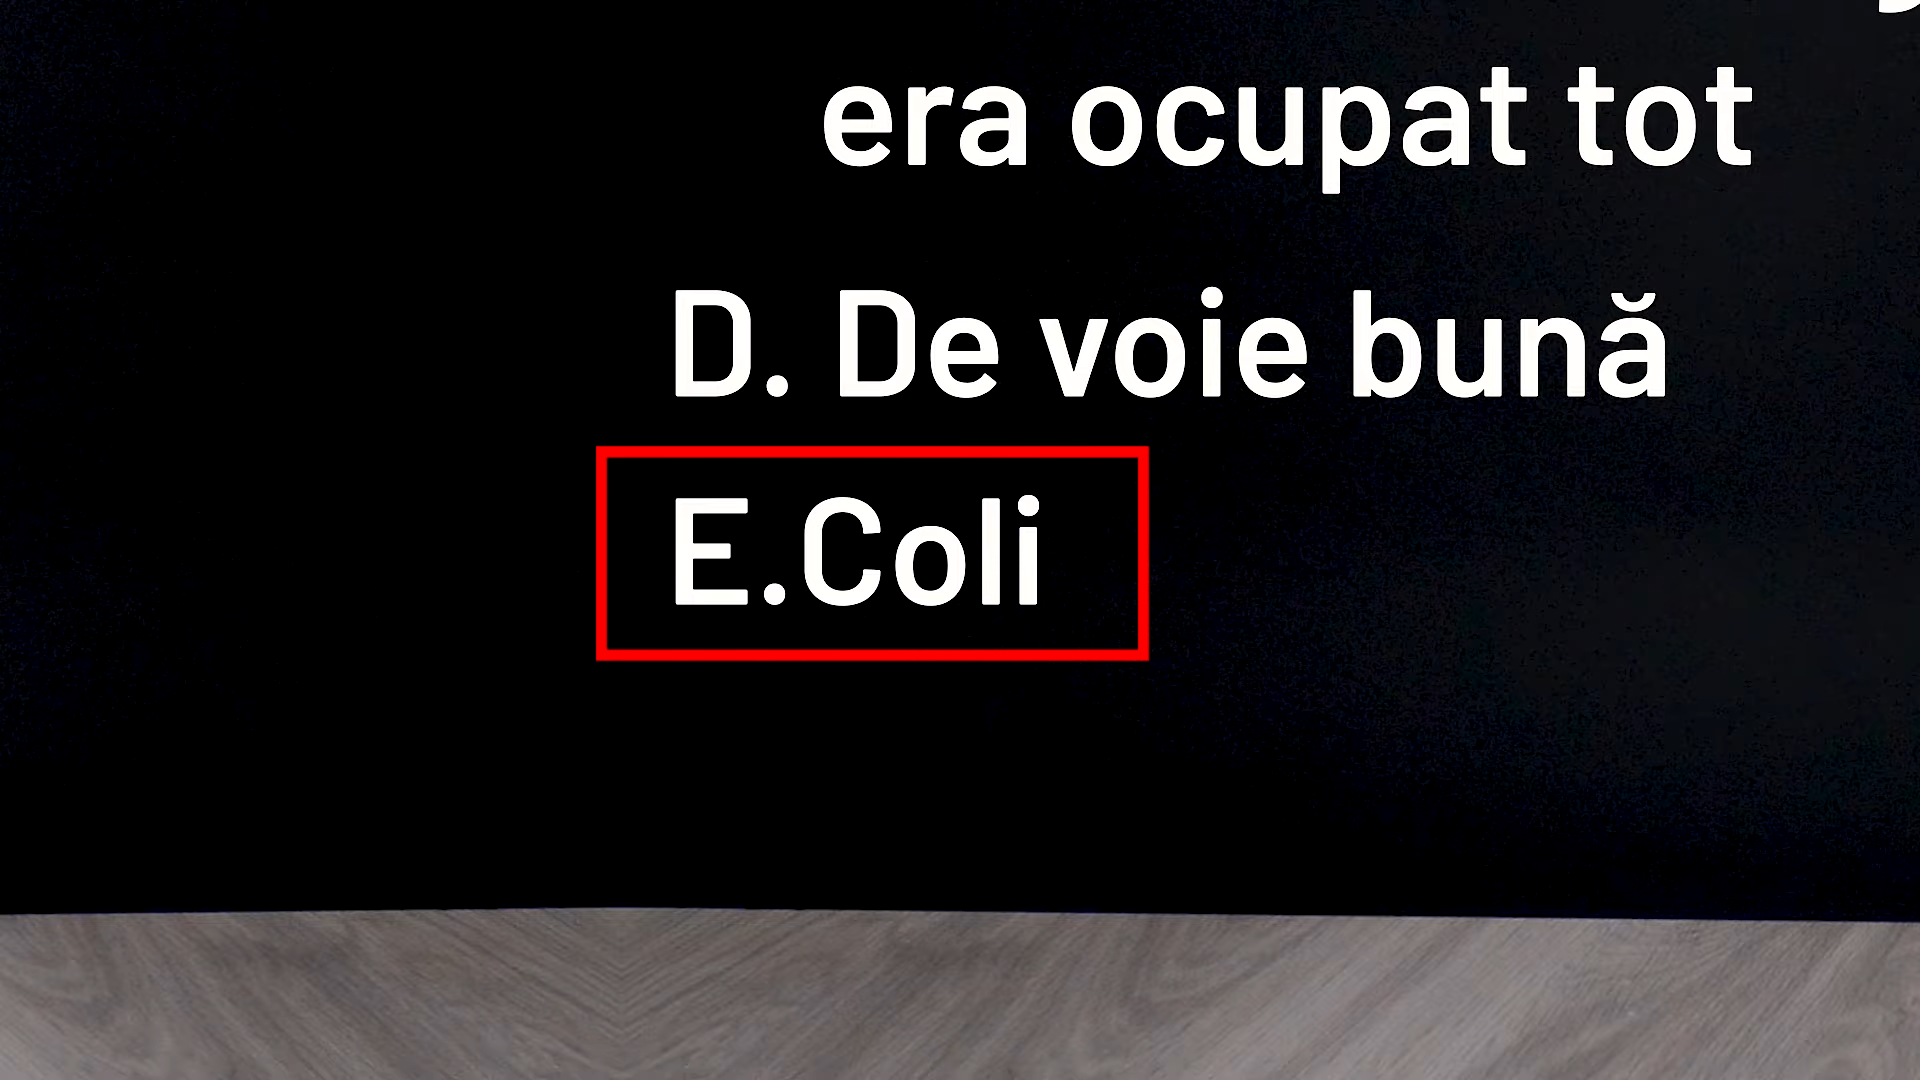 era ocupat tot
D. De voie bună
E.Coli